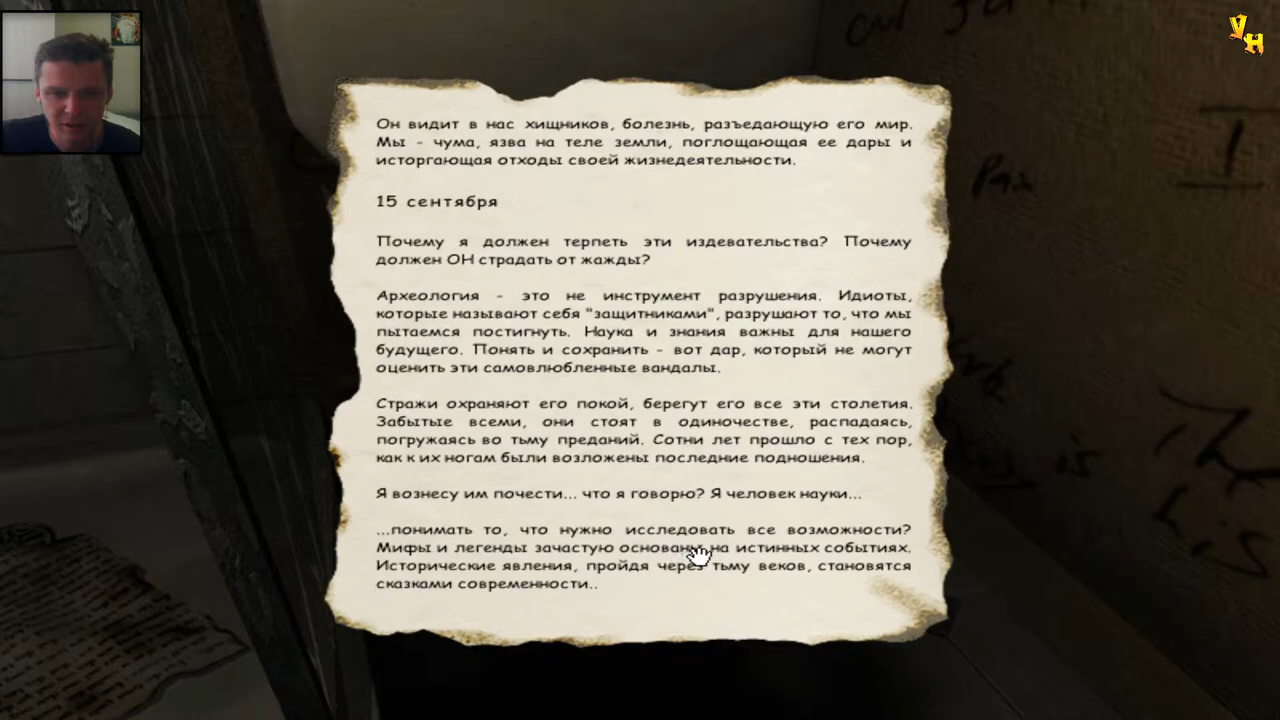 УН
Он видит в нас хищников, болезнь, разъедающую его мир.
Мы - чума, язва на теле земли, поглощающая ее дары и
исторгающая отходы своей жизнедеятельности.
15 сентября
Почему я должен терпеть эти издевательства? Почему
должен ОН страдать от жажды?
Археология - это не инструмент разрушения. Идиоты,
которые называют себя "защитниками", разрушают то, что мы
пытаемся постигнуть. Наука и знания важны для нашего
будущего. Понять и сохранить - вот дар, который не могут
оценить эти самовлюбленные вандалы.
Стражи охраняют его покой, берегут его все эти столетия.
Забытые всеми, они стоят в одиночестве, распадаясь,
погружаясь во тьму преданий. Сотни лет прошло с тех пор,
как к их ногам были возложены последние подношения.
Я вознесу им почести... что я говорю? Я человек науки...
...понимать то, что нужно исследовать все возможности?
Мифы и легенды зачастую основаны на истинных событиях.
Исторические явления, пройдя через тьму веков, становятся
сказками современности..